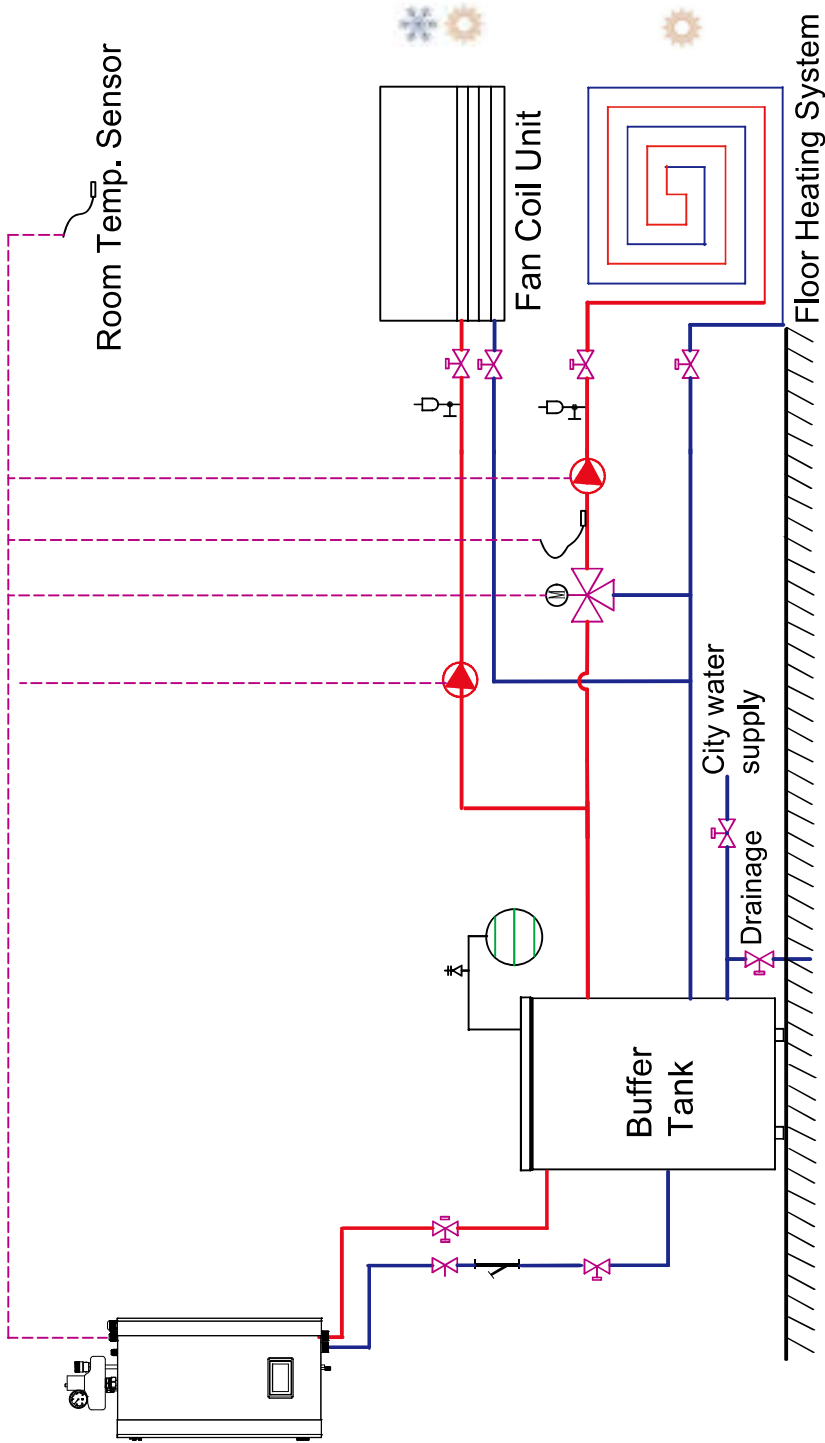 Room Temp. Sensor
Fan Coil Unit
Floor Heating System
City water
supply
Drainage
Buffer
Tank